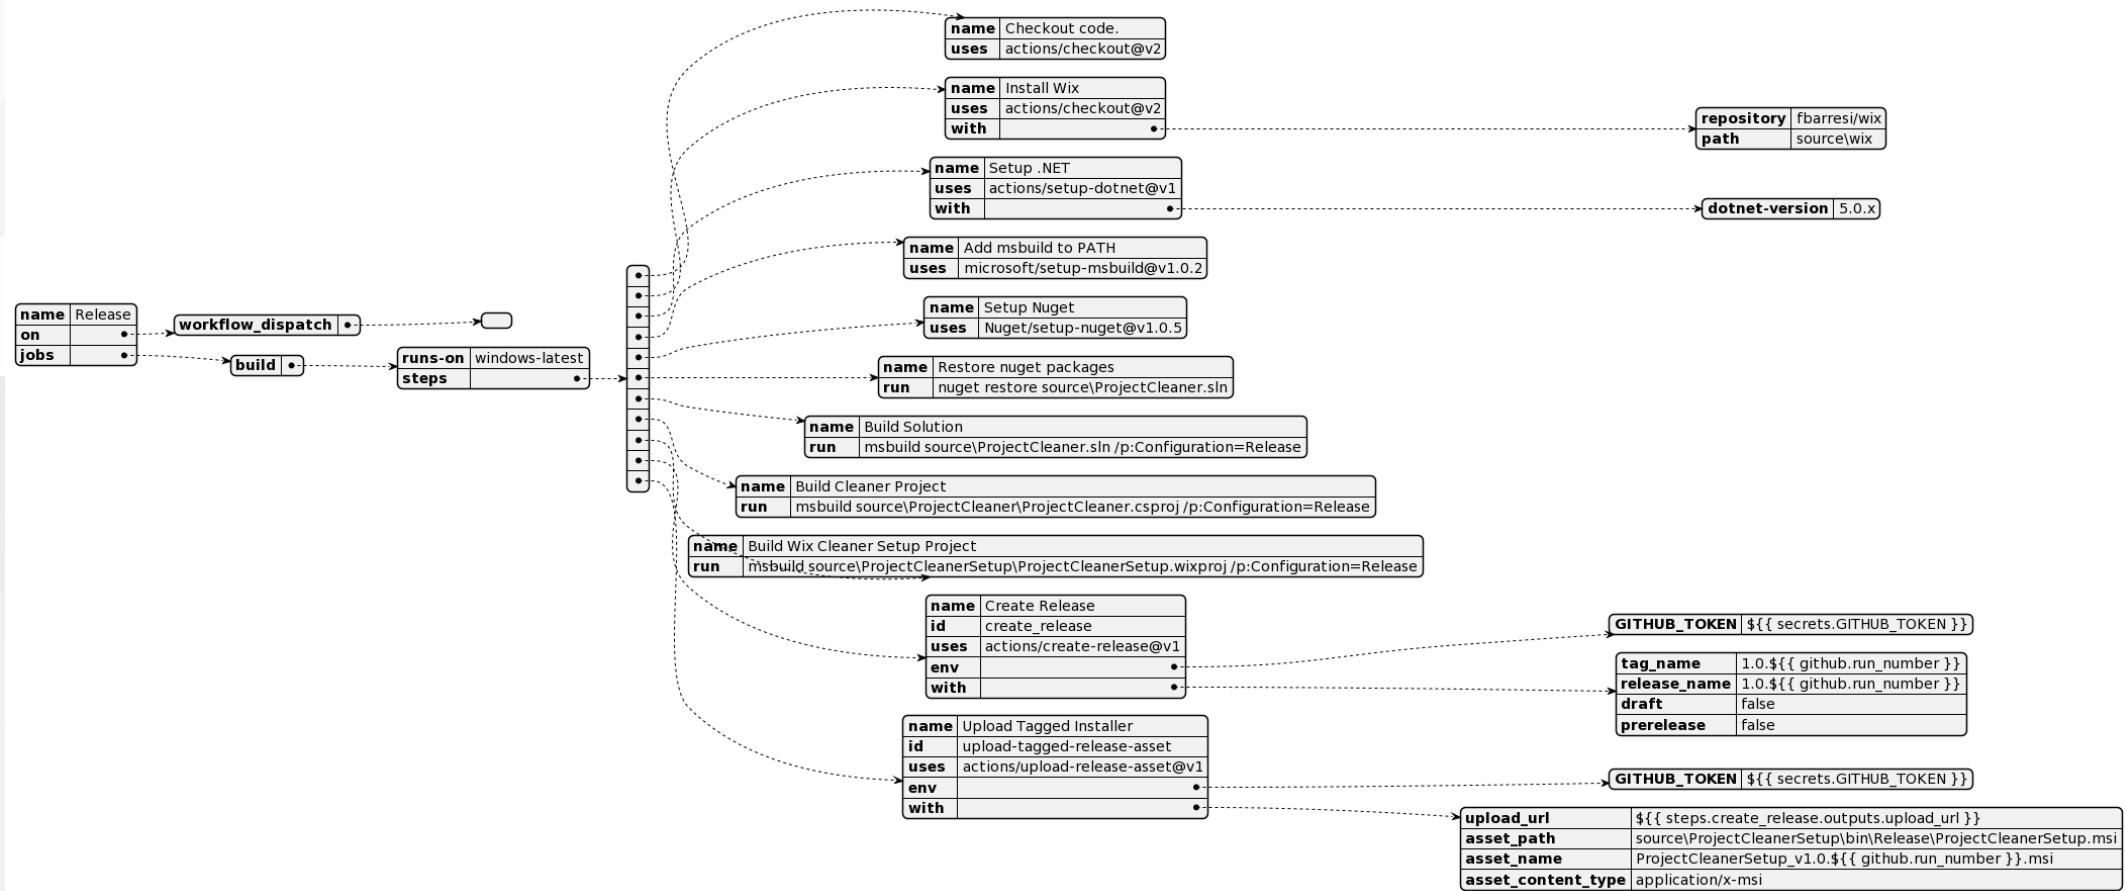 name Release
on
jobs
workflow_dispatch
build
runs-on windows-latest
steps
name Checkout code.
uses actions/checkout@v2
name Install Wix
uses actions/checkout@v2
with
repository fbarresi/wix
path source\wix
name Setup .NET
uses actions/setup-dotnet@v1
with
dotnet-version 5.0.x
name Add msbuild to PATH
uses microsoft/setup-msbuild@v1.0.2
name Setup Nuget
uses Nuget/setup-nuget@v1.0.5
name Restore nuget packages
run nuget restore source\ProjectCleaner.sln
name Build Solution
run msbuild source\ProjectCleaner.sln /p:Configuration=Release
name Build Cleaner Project
run msbuild source\ProjectCleaner\ProjectCleaner.csproj /p:Configuration=Release
name Build Wix Cleaner Setup Project
run msbuild source\ProjectCleanerSetup\ProjectCleanerSetup.wixproj /p:Configuration=Release
name Create Release
id create_release
uses actions/create-release@v1
env
with
GITHUB_TOKEN ${{ secrets.GITHUB_TOKEN }}
tag_name 1.0.${{ github.run_number }}
release_name 1.0.${{ github.run_number }}
draft false
prerelease false
name Upload Tagged Installer
id upload-tagged-release-asset
uses actions/upload-release-asset@v1
env
with
GITHUB_TOKEN ${{ secrets.GITHUB_TOKEN }}
upload_url ${{ steps.create_release.outputs.upload_url }}
asset_path source\ProjectCleanerSetup\bin\Release\ProjectCleanerSetup.msi
asset_name ProjectCleanerSetup_v1.0.${{ github.run_number }}.msi
asset_content_type application/x-msi